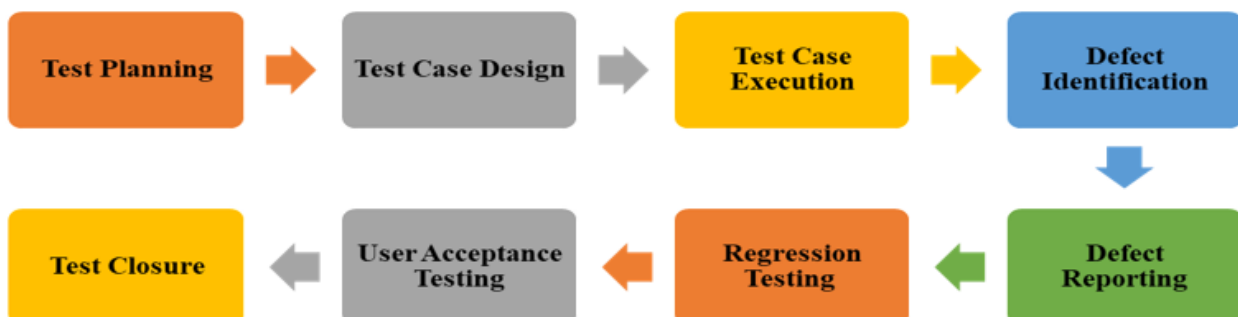 Test Planning
Test Case Design
Test Case
Execution
Defect
Identification
Defect
Reporting
Regression
Testing
User Acceptance
Testing
Test Closure